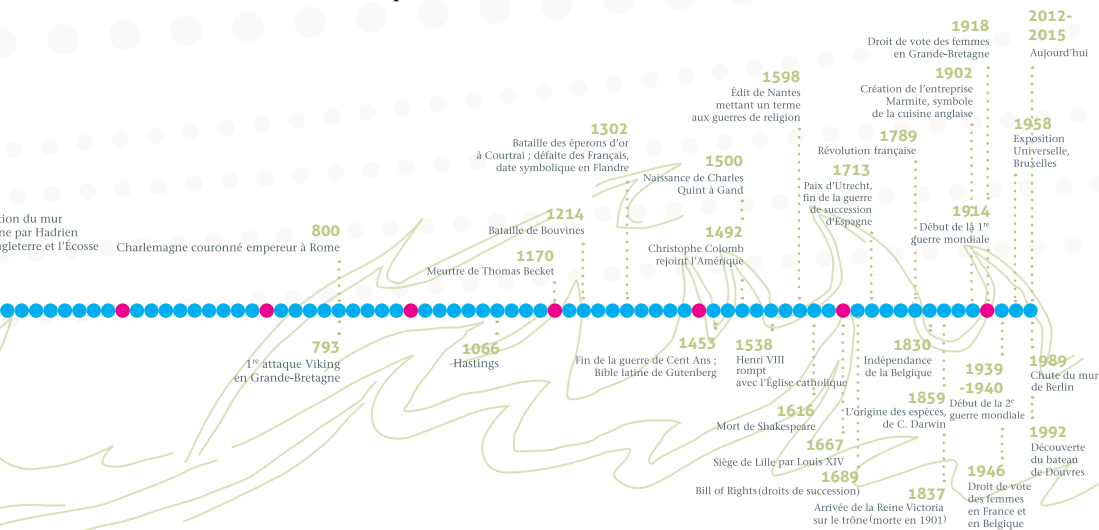 tion du mur
ne par Hadrien
ngleterre et l'Écosse
800
Charlemagne couronné empereur à Rome
793
1re attaque Viking
en Grande-Bretagne
1066
Hastings
1170
Meurtre de Thomas Becket
1214
Bataille de Bouvines
1302
Bataille des éperons d'or
à Courtrai ; défaite des Français,
date symbolique en Flandre
1453
Fin de la guerre de Cent Ans ;
Bible latine de Gutenberg
1492
Christophe Colomb
rejoint l'Amérique
1500
Naissance de Charles
Quint à Gand
1538
Henri VIII
rompt
avec l'Église catholique
1598
Édit de Nantes
mettant un terme
aux guerres de religion
1616
Mort de Shakespeare
1667
Siège de Lille par Louis XIV
1689
Bill of Rights (droits de succession)
1713
Paix d'Utrecht,
fin de la guerre
de succession
d'Espagne
1789
Révolution française
1830
Indépendance
de la Belgique
1837
Arrivée de la Reine Victoria
sur le trône (morte en 1901)
1859
L'origine des espèces,
de C. Darwin
1902
Création de l'entreprise
Marmite, symbole
de la cuisine anglaise
1914
Début de la 1re
guerre mondiale
1918
Droit de vote des femmes
en Grande-Bretagne
1939
-1940
Début de la 2e
guerre mondiale
1946
Droit de vote
des femmes
en France et
en Belgique
1958
Exposition
Universelle,
Bruxelles
1989
Chute du mur
de Berlin
1992
Découverte
du bateau
de Douvres
2012-
2015
Aujourd'hui